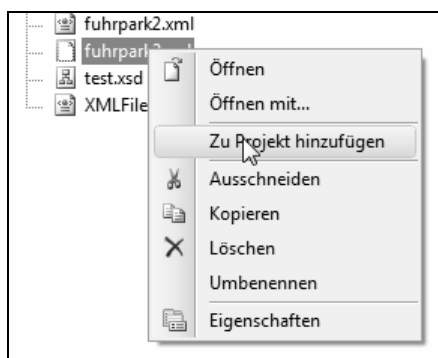 fuhrpark2.xml
test.xsd
XMLFile
Öffnen
Öffnen mit...
Zu Projekt hinzufügen
Ausschneiden
Kopieren
Löschen
Umbenennen
Eigenschaften